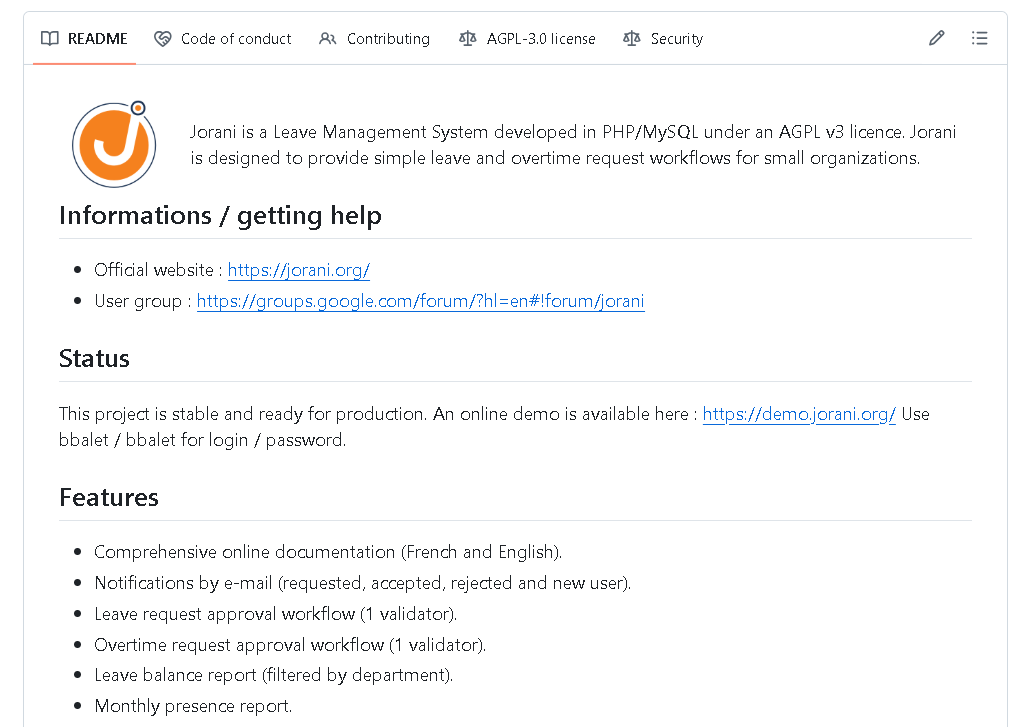 README Code of conduct Contributing AGPL-3.0 license Security
Jorani is a Leave Management System developed in PHP/MySQL under an AGPL v3 licence. Jorani
is designed to provide simple leave and overtime request workflows for small organizations.
Informations / getting help
Official website : https://jorani.org/
User group : https://groups.google.com/forum/?hl=en#!forum/jorani
Status
This project is stable and ready for production. An online demo is available here : https://demo.jorani.org/ Use
bbalet / bbalet for login / password.
Features
Comprehensive online documentation (French and English).
Notifications by e-mail (requested, accepted, rejected and new user).
Leave request approval workflow (1 validator).
Overtime request approval workflow (1 validator).
Leave balance report (filtered by department).
Monthly presence report.